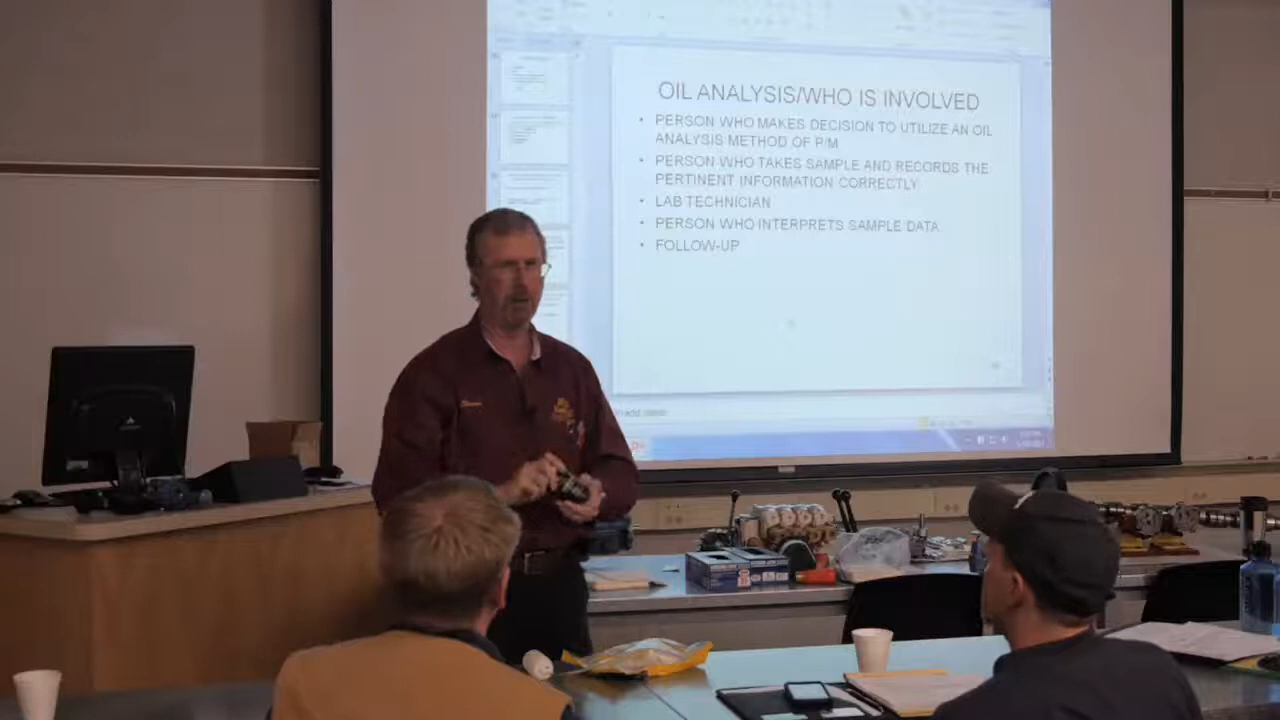 OIL ANALYSIS/WHO IS INVOLVED
• PERSON WHO MAKES DECISION TO UTILIZE AN OIL
ANALYSIS METHOD OF P/M
• PERSON WHO TAKES SAMPLE AND RECORDS THE
PERTINENT INFORMATION CORRECTLY
• LAB TECHNICIAN
• PERSON WHO INTERPRETS SAMPLE DATA
• FOLLOW-UP